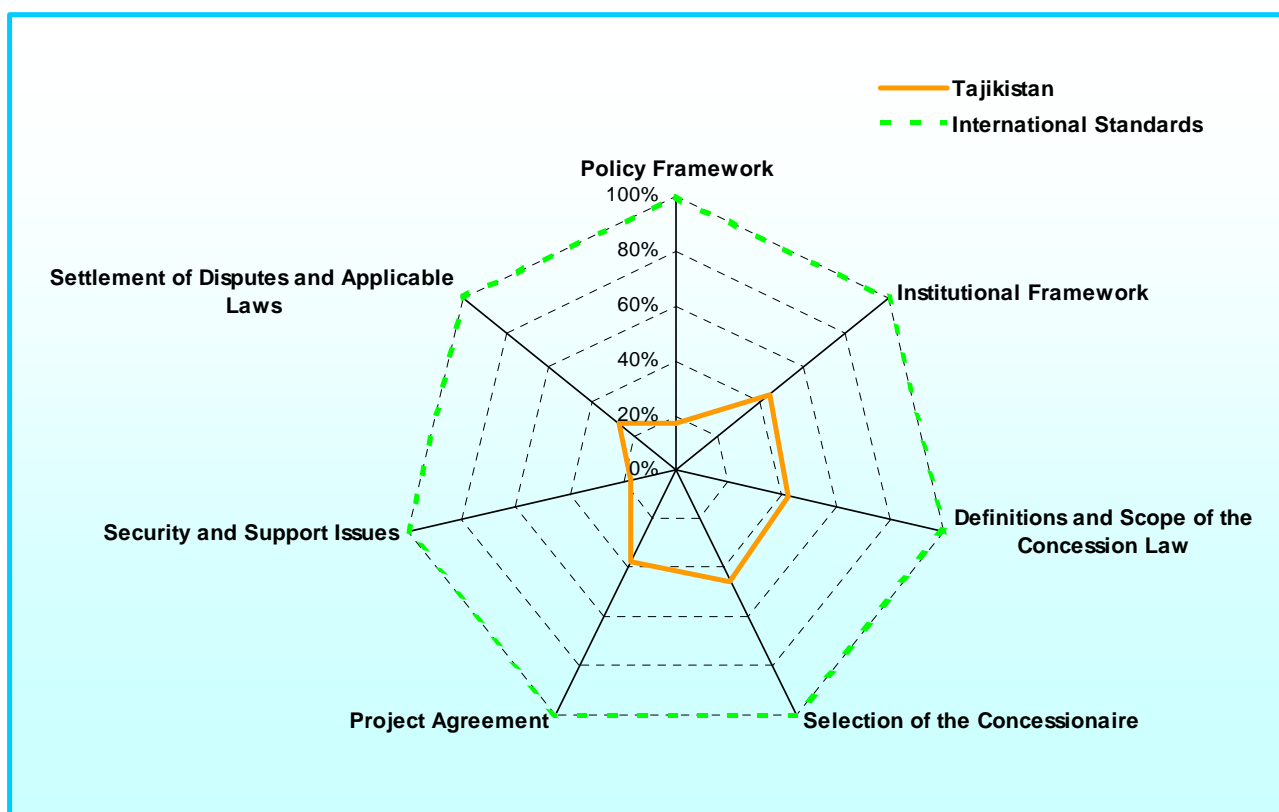 Tajikistan
International Standards
Policy Framework
100%
80%
60%
40%
20%
0%
Settlement of Disputes and Applicable
Laws
Institutional Framework
Security and Support Issues
Definitions and Scope of the
Concession Law
Project Agreement
Selection of the Concessionaire